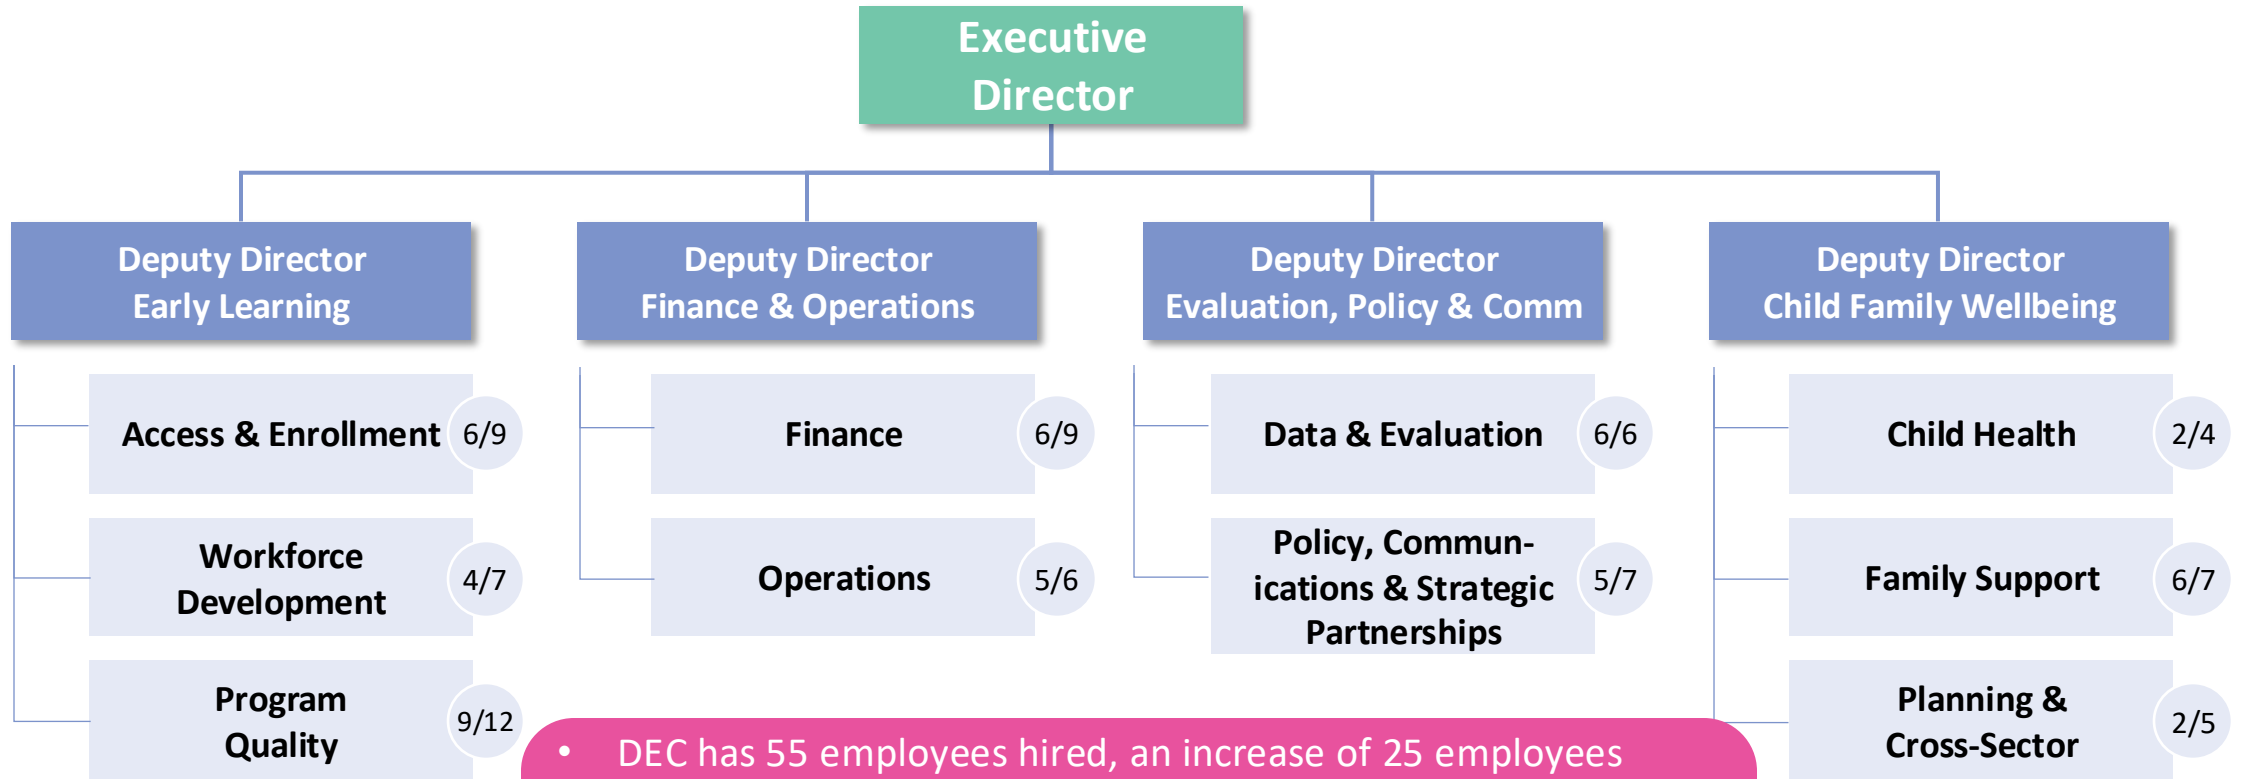 Executive
Director
Deputy Director
Early Learning
Deputy Director
Finance & Operations
Deputy Director
Evaluation, Policy & Comm
Deputy Director
Child Family Wellbeing
Access & Enrollment
6/9
Workforce
Development
4/7
Program
Quality
9/12
Finance
6/9
Operations
5/6
Data & Evaluation
6/6
Policy, Commun-
ications & Strategic
Partnerships
5/7
Child Health
2/4
Family Support
6/7
Planning &
Cross-Sector
2/5
• DEC has 55 employees hired, an increase of 25 employees